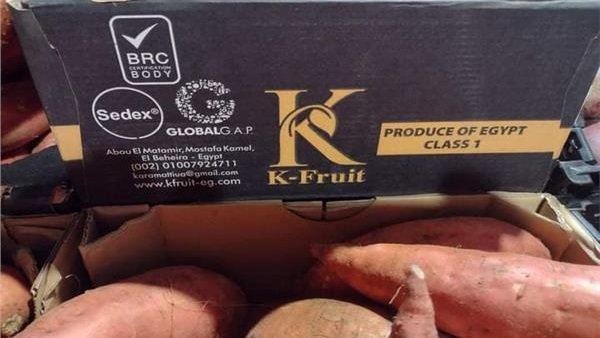 BRC
CERTIFICATION
BODY
Sedex®
GLOBALG.A.P.
Abou El Matamir, Mostafa Kamel,
El Beheira - Egypt
(002) 01007924711
karamattiua@gmail.com
www.kfruit-eg.com
K
K-Fruit
PRODUCE OF EGYPT
CLASS 1